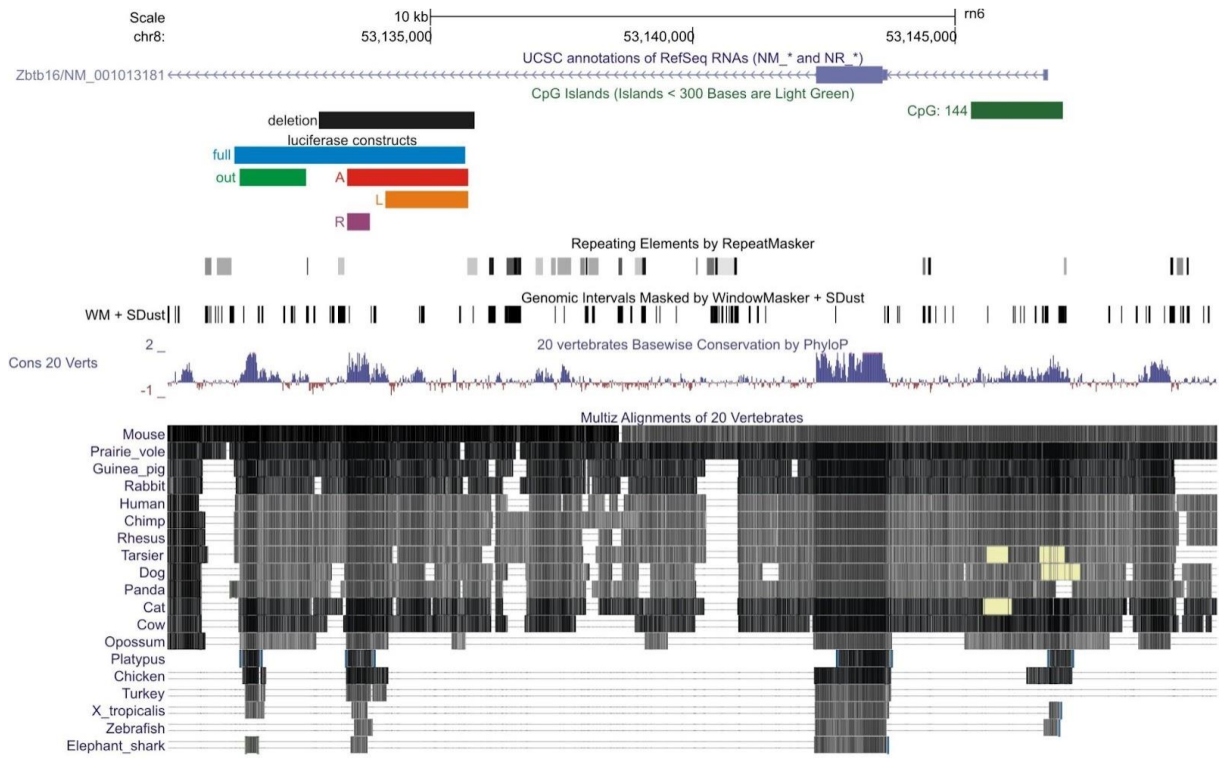 Scale 10 kb rn6
chr8: 53,135,000 53,140,000 53,145,000
UCSC annotations of RefSeq RNAs (NM_* and NR_*)
Zbtb16/NM_001013181
CpG Islands (Islands < 300 Bases are Light Green)
CpG: 144
deletion
luciferase constructs
full
out A
L
R
Repeating Elements by RepeatMasker
Genomic Intervals Masked by WindowMasker + SDust
WM + SDust
2 _ 20 vertebrates Basewise Conservation by PhyloP
Cons 20 Verts
-1 _
Multiz Alignments of 20 Vertebrates
Mouse
Prairie_vole
Guinea_pig
Rabbit
Human
Chimp
Rhesus
Tarsier
Dog
Panda
Cat
Cow
Opossum
Platypus
Chicken
Turkey
X_tropicalis
Zebrafish
Elephant_shark